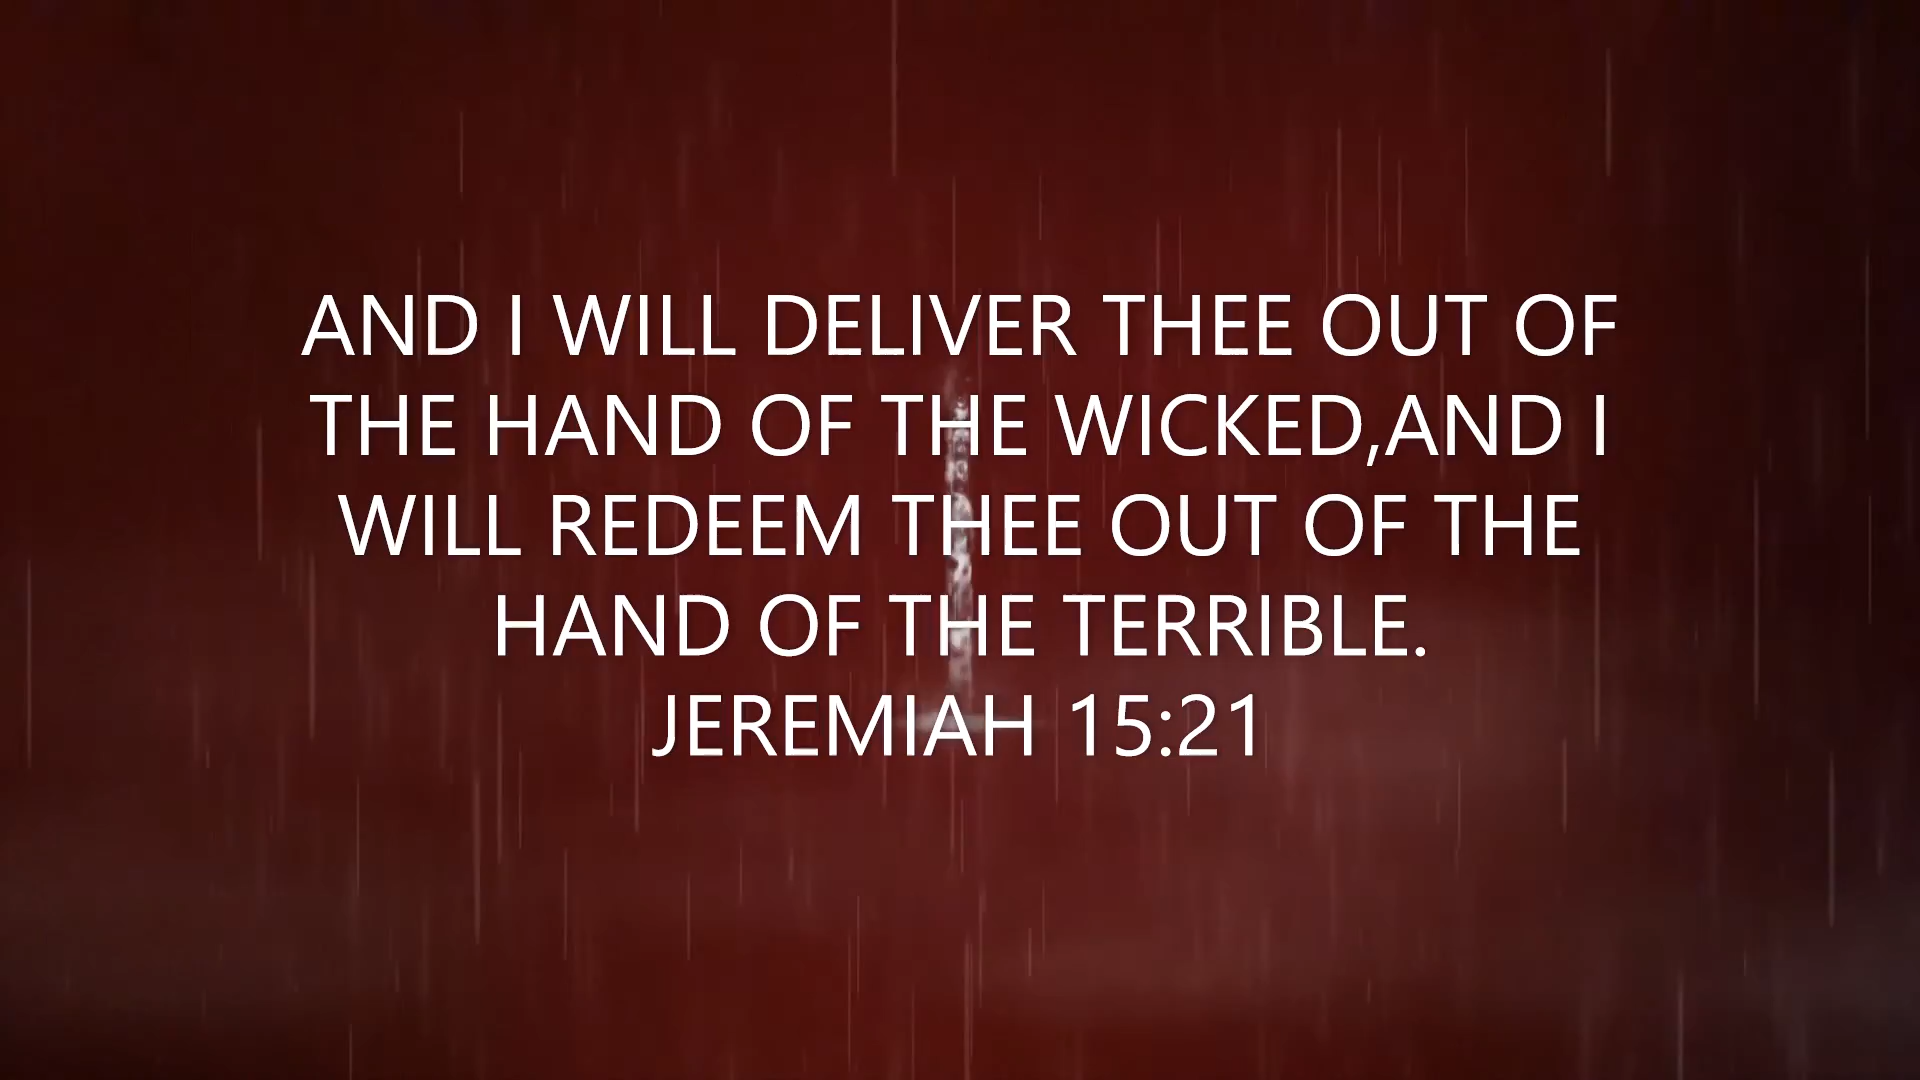 AND I WILL DELIVER THEE OUT OF
THE HAND OF THE WICKED,AND I
WILL REDEEM THEE OUT OF THE
HAND OF THE TERRIBLE.
JEREMIAH 15:21